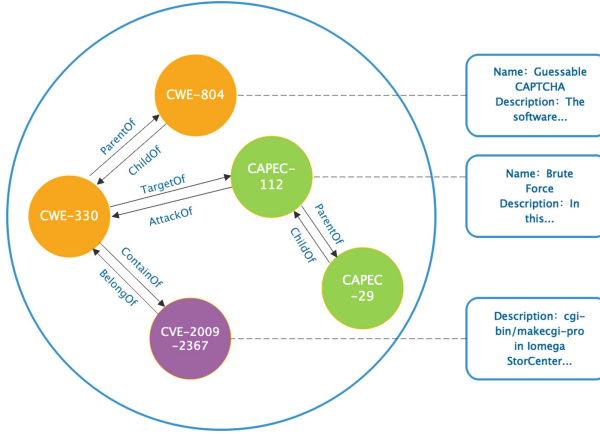 CWE-804
Name: Guessable
CAPTCHA
Description: The
software...
ParentOf
ChildOf
CAPEC-
112
TargetOf
AttackOf
Name: Brute
Force
Description: In
this...
CWE-330
ParentOf
ChildOf
ContainOf
BelongOf
CAPEC
-29
CVE-2009
-2367
Description: cgi-
bin/makecgi-pro
in Iomega
StorCenter...